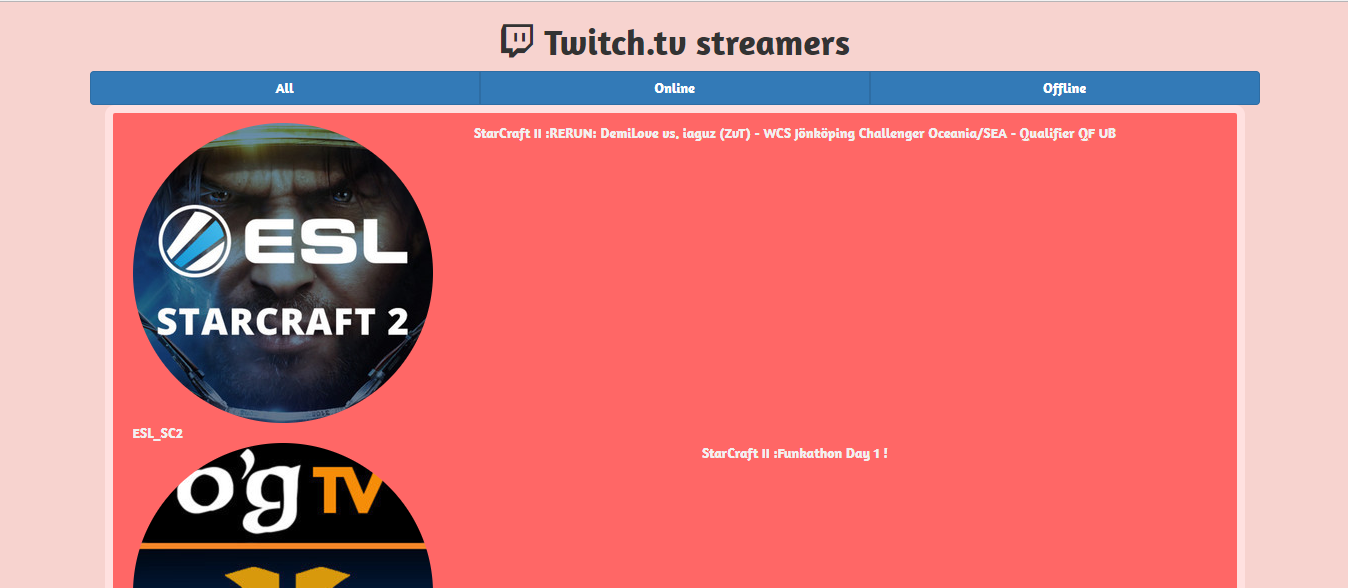 Twitch.tv streamers
All
Online
Offline
StarCraft II :RERUN: DemiLove vs. iaguz (ZvT) - WCS Jönköping Challenger Oceania/SEA - Qualifier QF UB
ESL
STARCRAFT 2
ESL_SC2
StarCraft II :Funkathon Day 1 !
o'g TV